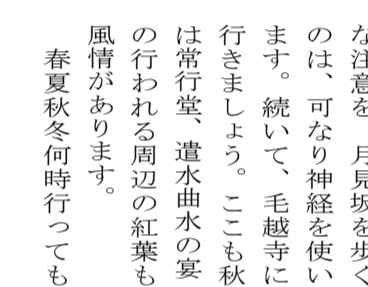 な注意を　月見坂を歩く
のは、可なり神経を使い
ます。続いて、毛越寺に
行きましょう。ここも秋
は常行堂、遣水曲水の宴
の行われる周辺の紅葉も
風情があります。
　春夏秋冬何時行っても